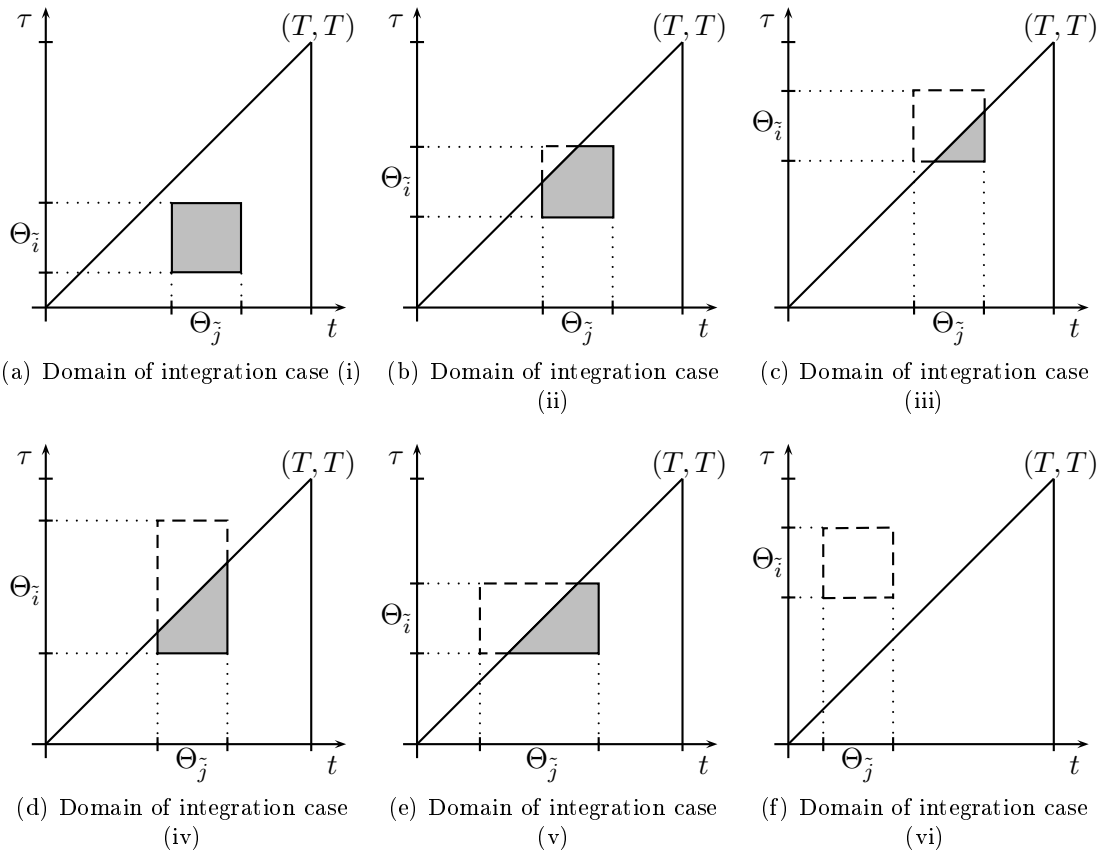 τ
(T, T)
Θ_ĩ
Θ_j̃
t
(a) Domain of integration case (i)
τ
(T, T)
Θ_ĩ
Θ_j̃
t
(b) Domain of integration case
(ii)
τ
(T, T)
Θ_ĩ
Θ_j̃
t
(c) Domain of integration case
(iii)
τ
(T, T)
Θ_ĩ
Θ_j̃
t
(d) Domain of integration case
(iv)
τ
(T, T)
Θ_ĩ
Θ_j̃
t
(e) Domain of integration case
(v)
τ
(T, T)
Θ_ĩ
Θ_j̃
t
(f) Domain of integration case
(vi)